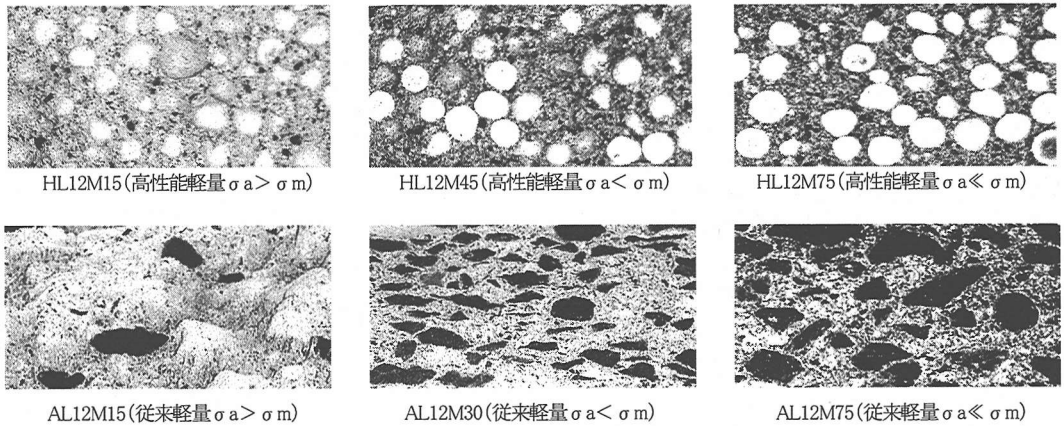 HL12M15(高性能軽量σa＞σm)
HL12M45(高性能軽量σa＜σm)
HL12M75(高性能軽量σa≪σm)
AL12M15(従来軽量σa＞σm)
AL12M30(従来軽量σa＜σm)
AL12M75(従来軽量σa≪σm)